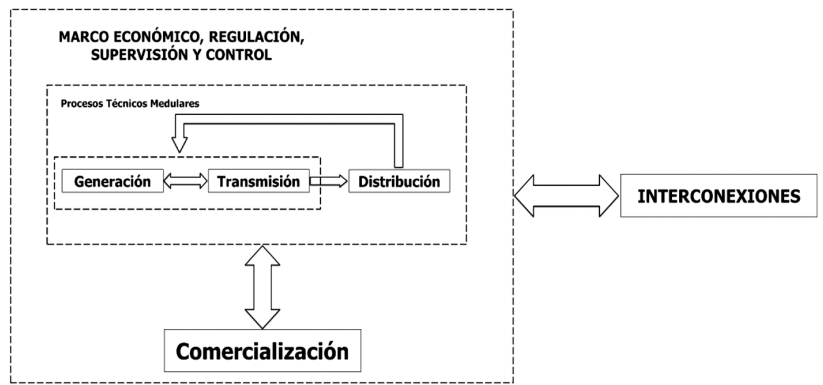 MARCO ECONÓMICO, REGULACIÓN,
SUPERVISIÓN Y CONTROL
Procesos Técnicos Medulares
Generación
Transmisión
Distribución
INTERCONEXIONES
Comercialización